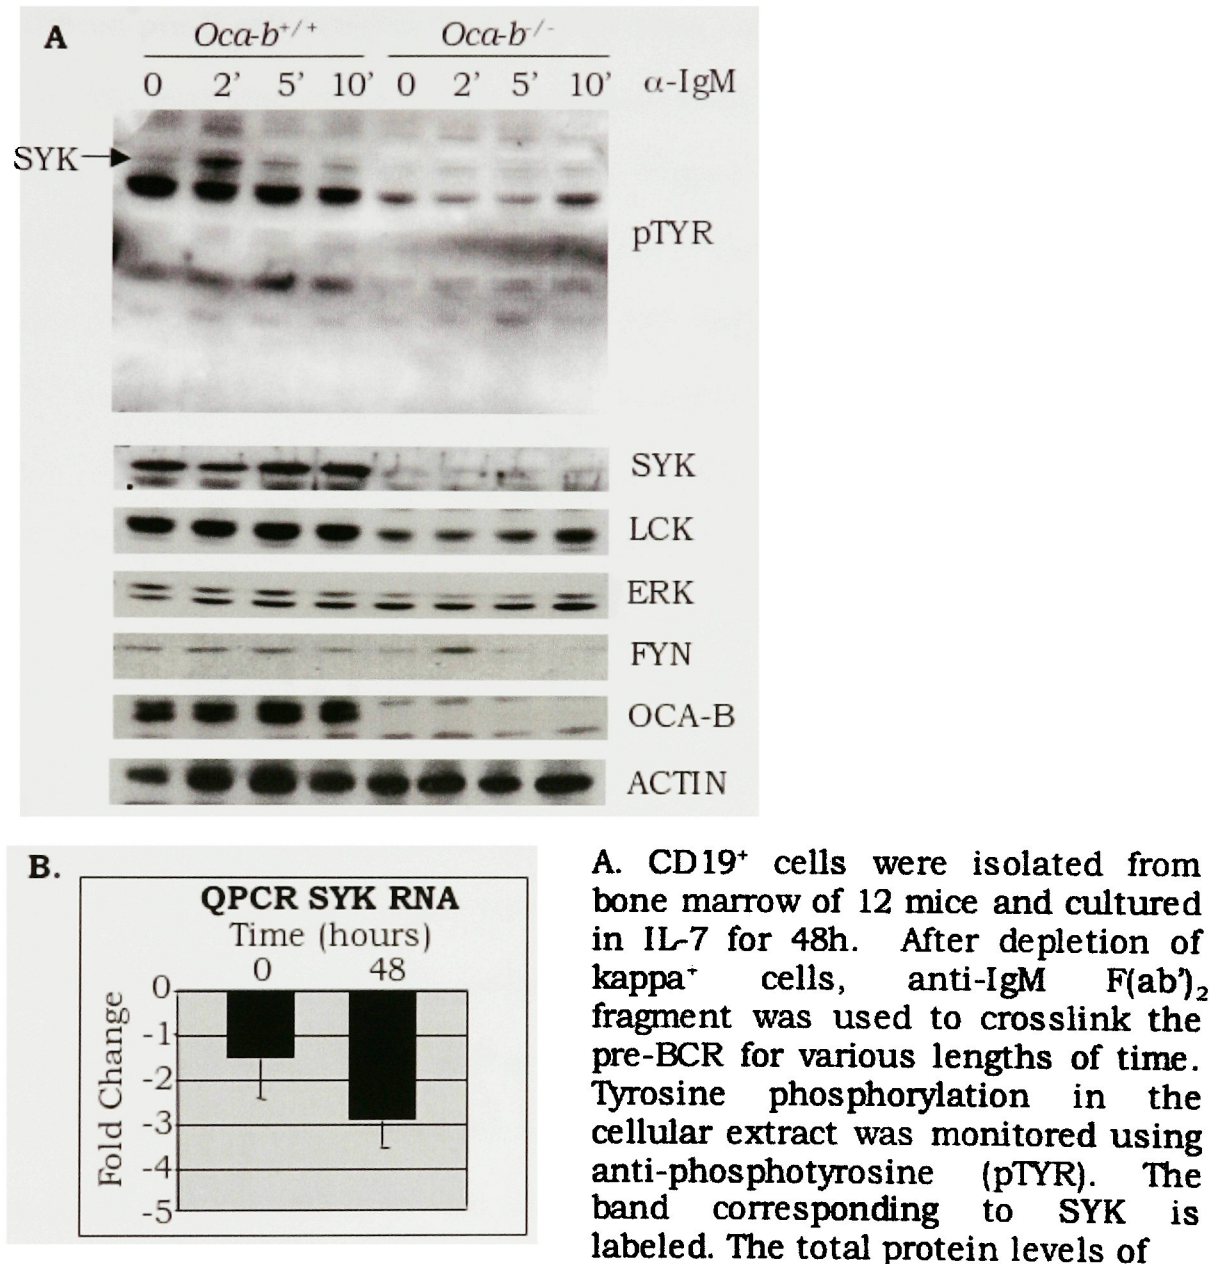 A
Oca-b+/+ Oca-b-/-
0 2’ 5’ 10’ 0 2’ 5’ 10’ α-IgM
SYK
pTYR
SYK
LCK
ERK
FYN
OCA-B
ACTIN
B.
QPCR SYK RNA
Time (hours)
0 48
Fold Change
0
-1
-2
-3
-4
-5
A. CD19+ cells were isolated from
bone marrow of 12 mice and cultured
in IL-7 for 48h. After depletion of
kappa+ cells, anti-IgM F(ab’)2
fragment was used to crosslink the
pre-BCR for various lengths of time.
Tyrosine phosphorylation in the
cellular extract was monitored using
anti-phosphotyrosine (pTYR). The
band corresponding to SYK is
labeled. The total protein levels of